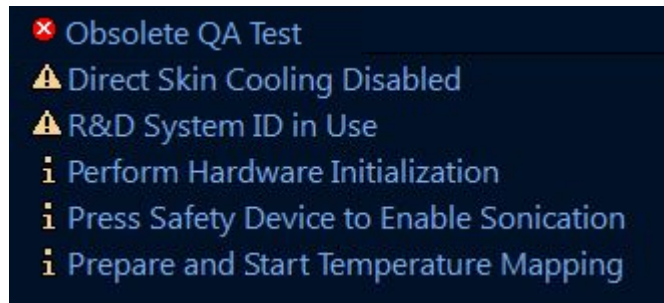 Obsolete QA Test
Direct Skin Cooling Disabled
R&D System ID in Use
Perform Hardware Initialization
Press Safety Device to Enable Sonication
Prepare and Start Temperature Mapping